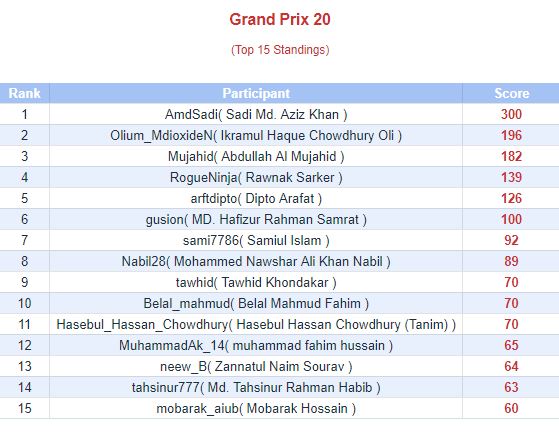 Grand Prix 20
(Top 15 Standings)
Rank Participant Score
1 AmdSadi( Sadi Md. Aziz Khan ) 300
2 Olium_MdioxideN( Ikramul Haque Chowdhury Oli ) 196
3 Mujahid( Abdullah Al Mujahid ) 182
4 RogueNinja( Rawnak Sarker ) 139
5 arftdipto( Dipto Arafat ) 126
6 gusion( MD. Hafizur Rahman Samrat ) 100
7 sami7786( Samiul Islam ) 92
8 Nabil28( Mohammed Nawshar Ali Khan Nabil ) 89
9 tawhid( Tawhid Khondakar ) 70
10 Belal_mahmud( Belal Mahmud Fahim ) 70
11 Hasebul_Hassan_Chowdhury( Hasebul Hassan Chowdhury (Tanim) ) 70
12 MuhammadAk_14( muhammad fahim hussain ) 65
13 neew_B( Zannatul Naim Sourav ) 64
14 tahsinur777( Md. Tahsinur Rahman Habib ) 63
15 mobarak_aiub( Mobarak Hossain ) 60